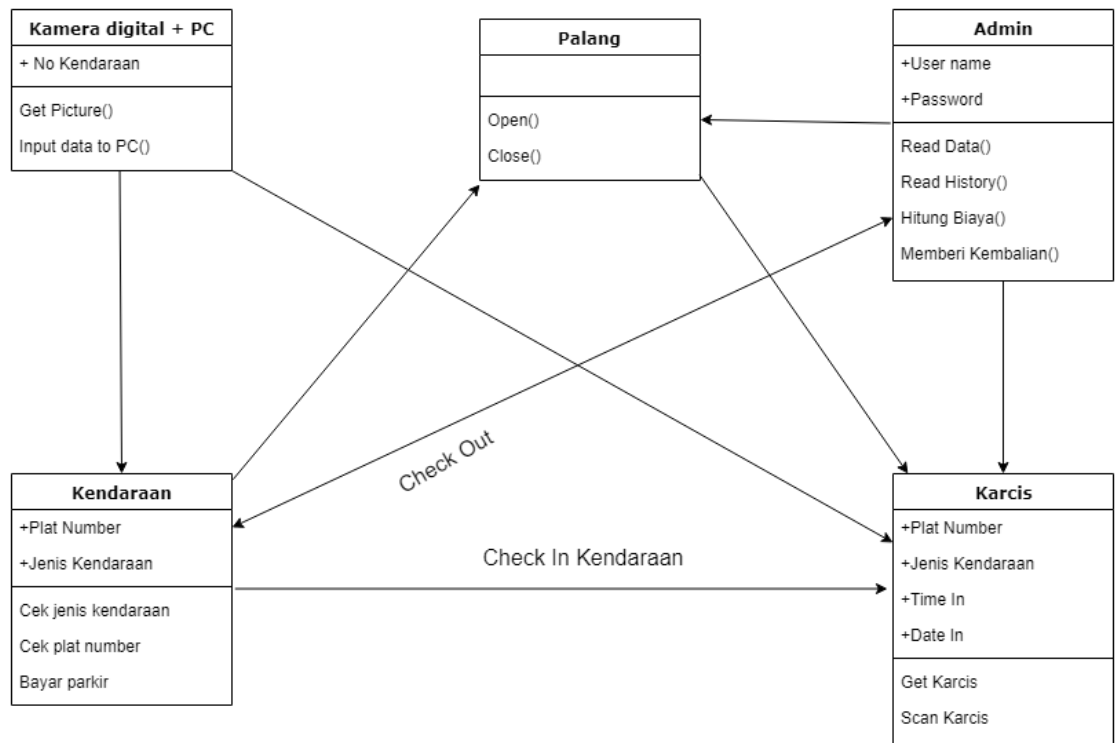 Kamera digital + PC
+ No Kendaraan
Get Picture()
Input data to PC()
Palang
Open()
Close()
Admin
+User name
+Password
Read Data()
Read History()
Hitung Biaya()
Memberi Kembalian()
Check Out
Check In Kendaraan
Kendaraan
+Plat Number
+Jenis Kendaraan
Cek jenis kendaraan
Cek plat number
Bayar parkir
Karcis
+Plat Number
+Jenis Kendaraan
+Time In
+Date In
Get Karcis
Scan Karcis